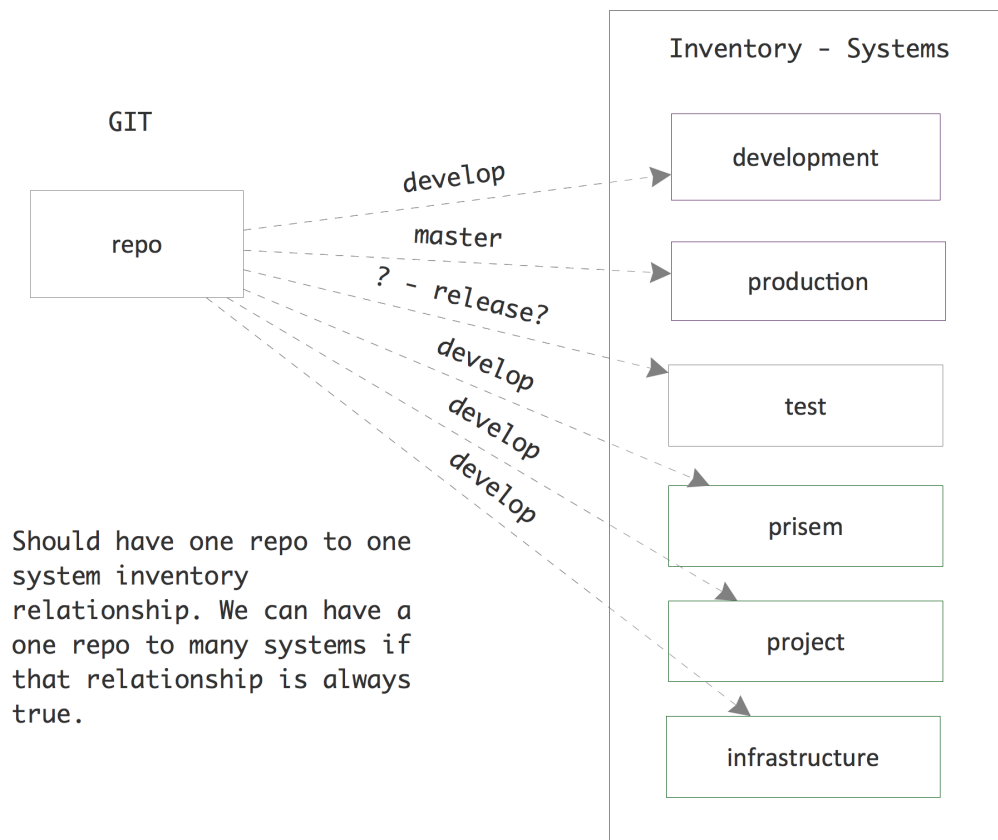 Inventory - Systems
GIT
development
develop
repo
master
production
? - release?
develop
test
develop
develop
prisem
Should have one repo to one
system inventory
relationship. We can have a
one repo to many systems if
that relationship is always
true.
project
infrastructure